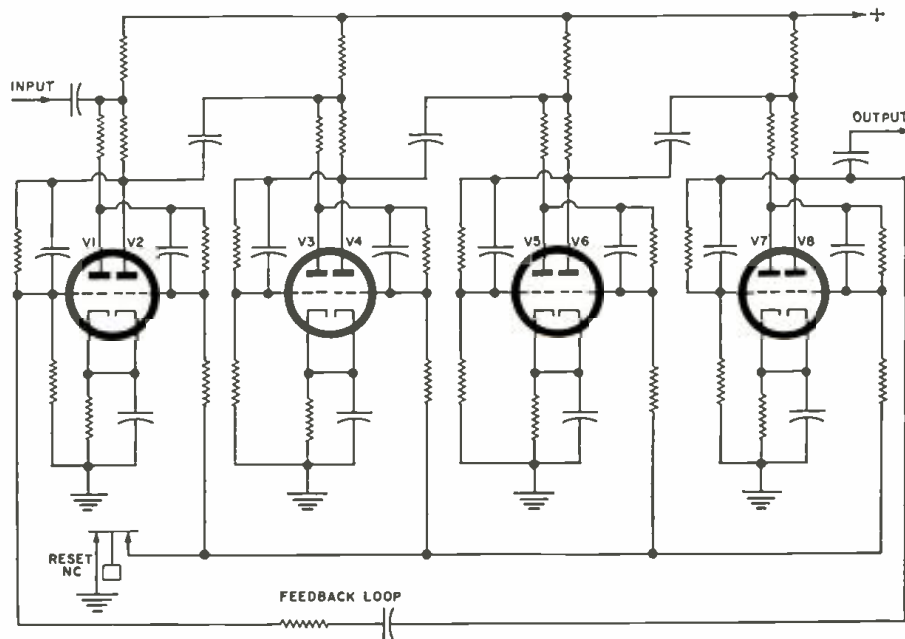 +
INPUT
OUTPUT
V1 V2
V3 V4
V5 V6
V7 V8
RESET
NC
FEEDBACK LOOP